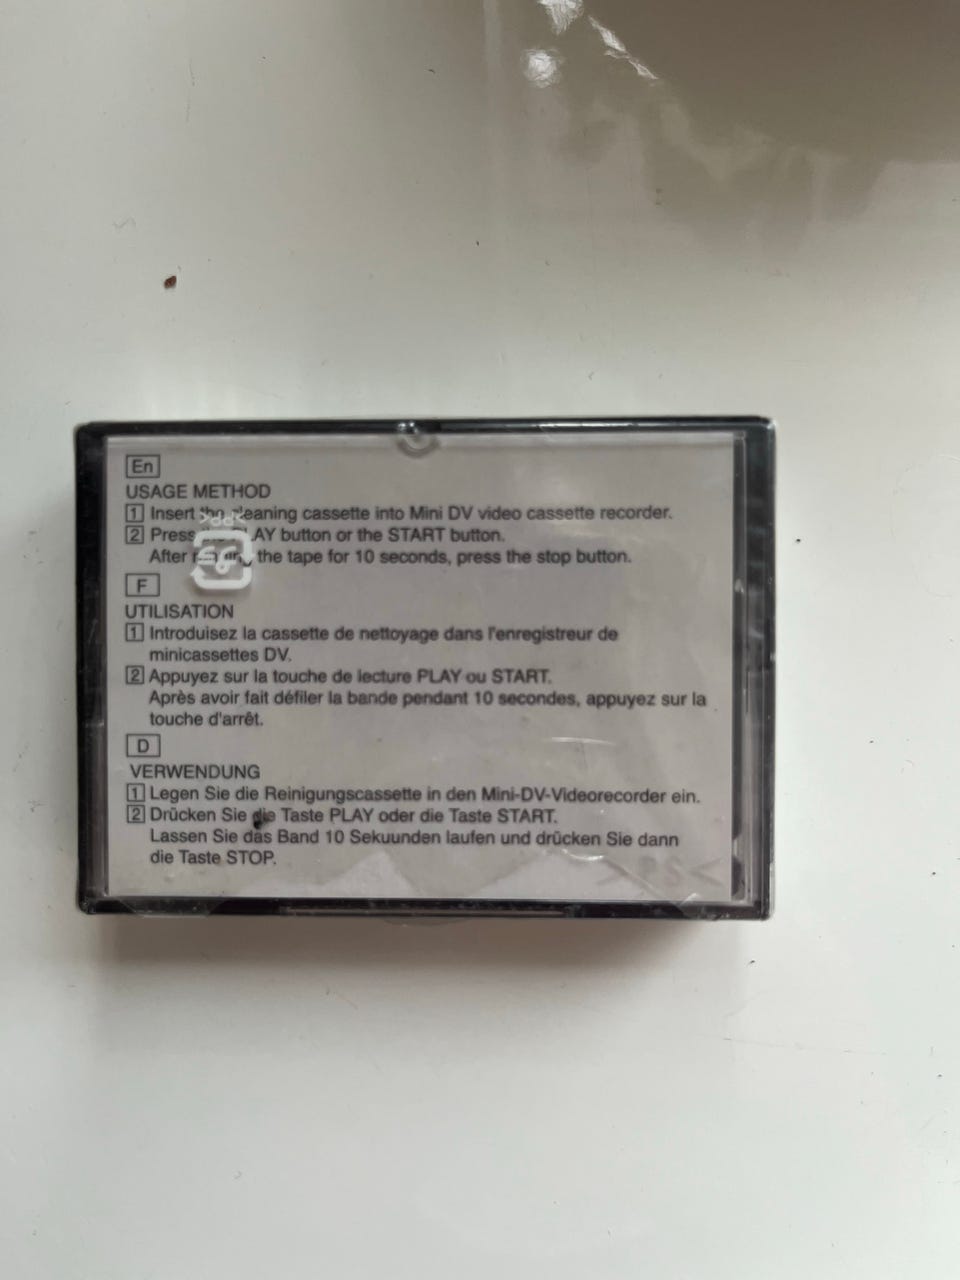 En
USAGE METHOD
1 Insert the cleaning cassette into Mini DV video cassette recorder.
2 Press the PLAY button or the START button.
After running the tape for 10 seconds, press the stop button.
F
UTILISATION
1 Introduisez la cassette de nettoyage dans l'enregistreur de
minicassettes DV.
2 Appuyez sur la touche de lecture PLAY ou START.
Après avoir fait défiler la bande pendant 10 secondes, appuyez sur la
touche d'arrêt.
D
VERWENDUNG
1 Legen Sie die Reinigungscassette in den Mini-DV-Videorecorder ein.
2 Drücken Sie die Taste PLAY oder die Taste START.
Lassen Sie das Band 10 Sekuunden laufen und drücken Sie dann
die Taste STOP.
>PS<